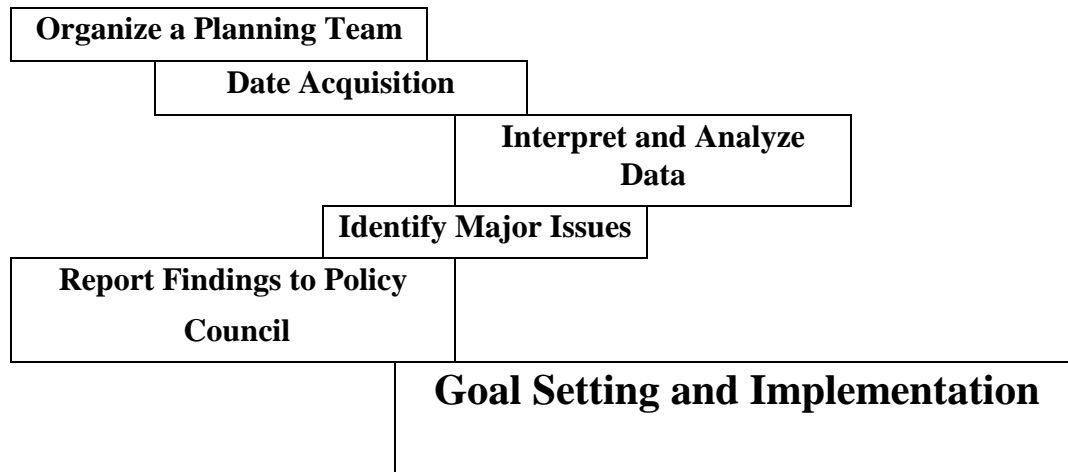 Organize a Planning Team
Date Acquisition
Interpret and Analyze
Data
Identify Major Issues
Report Findings to Policy
Council
Goal Setting and Implementation